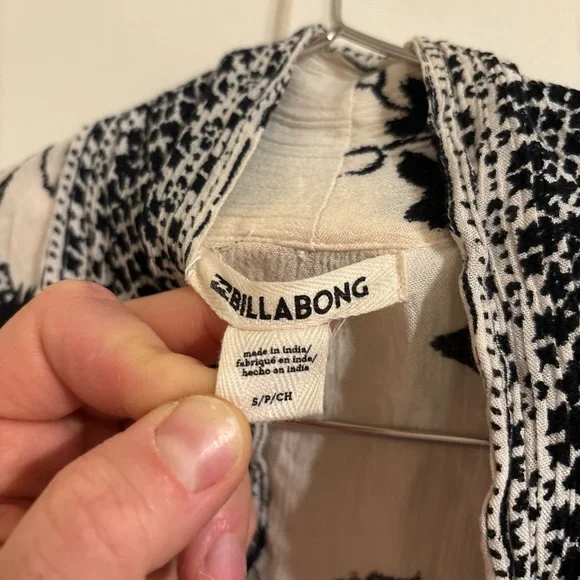 BILLABONG
made in india/
fabriqué en inde/
hecho en india
S/P/CH